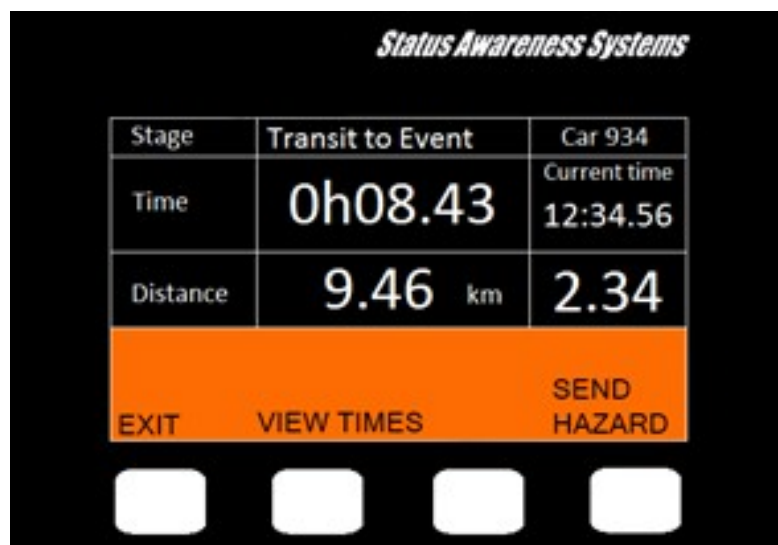 Status Awareness Systems
Stage Transit to Event Car 934
Current time
Time 0h08.43 12:34.56
Distance 9.46 km 2.34
SEND
EXIT VIEW TIMES HAZARD